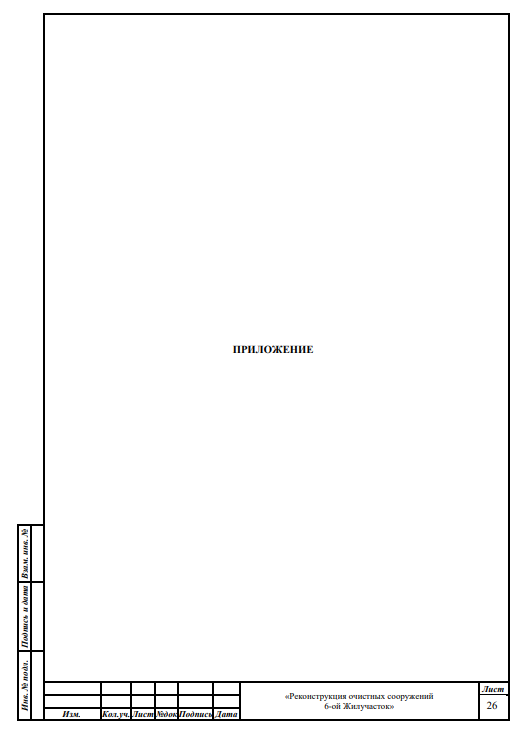 ПРИЛОЖЕНИЕ
Взам. инв. №
Подпись и дата
Инв. № подл.
«Реконструкция очистных сооружений
6-ой Жилучасток»
Лист
26
Изм. Кол.уч. Лист №док Подпись Дата